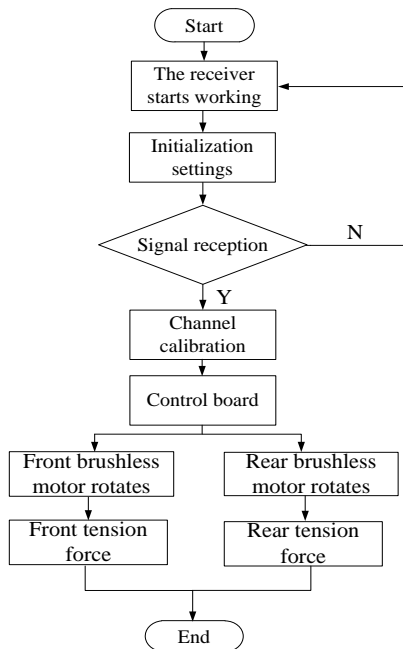 Start
The receiver
starts working
Initialization
settings
Signal reception
N
Y
Channel
calibration
Control board
Front brushless
motor rotates
Rear brushless
motor rotates
Front tension
force
Rear tension
force
End